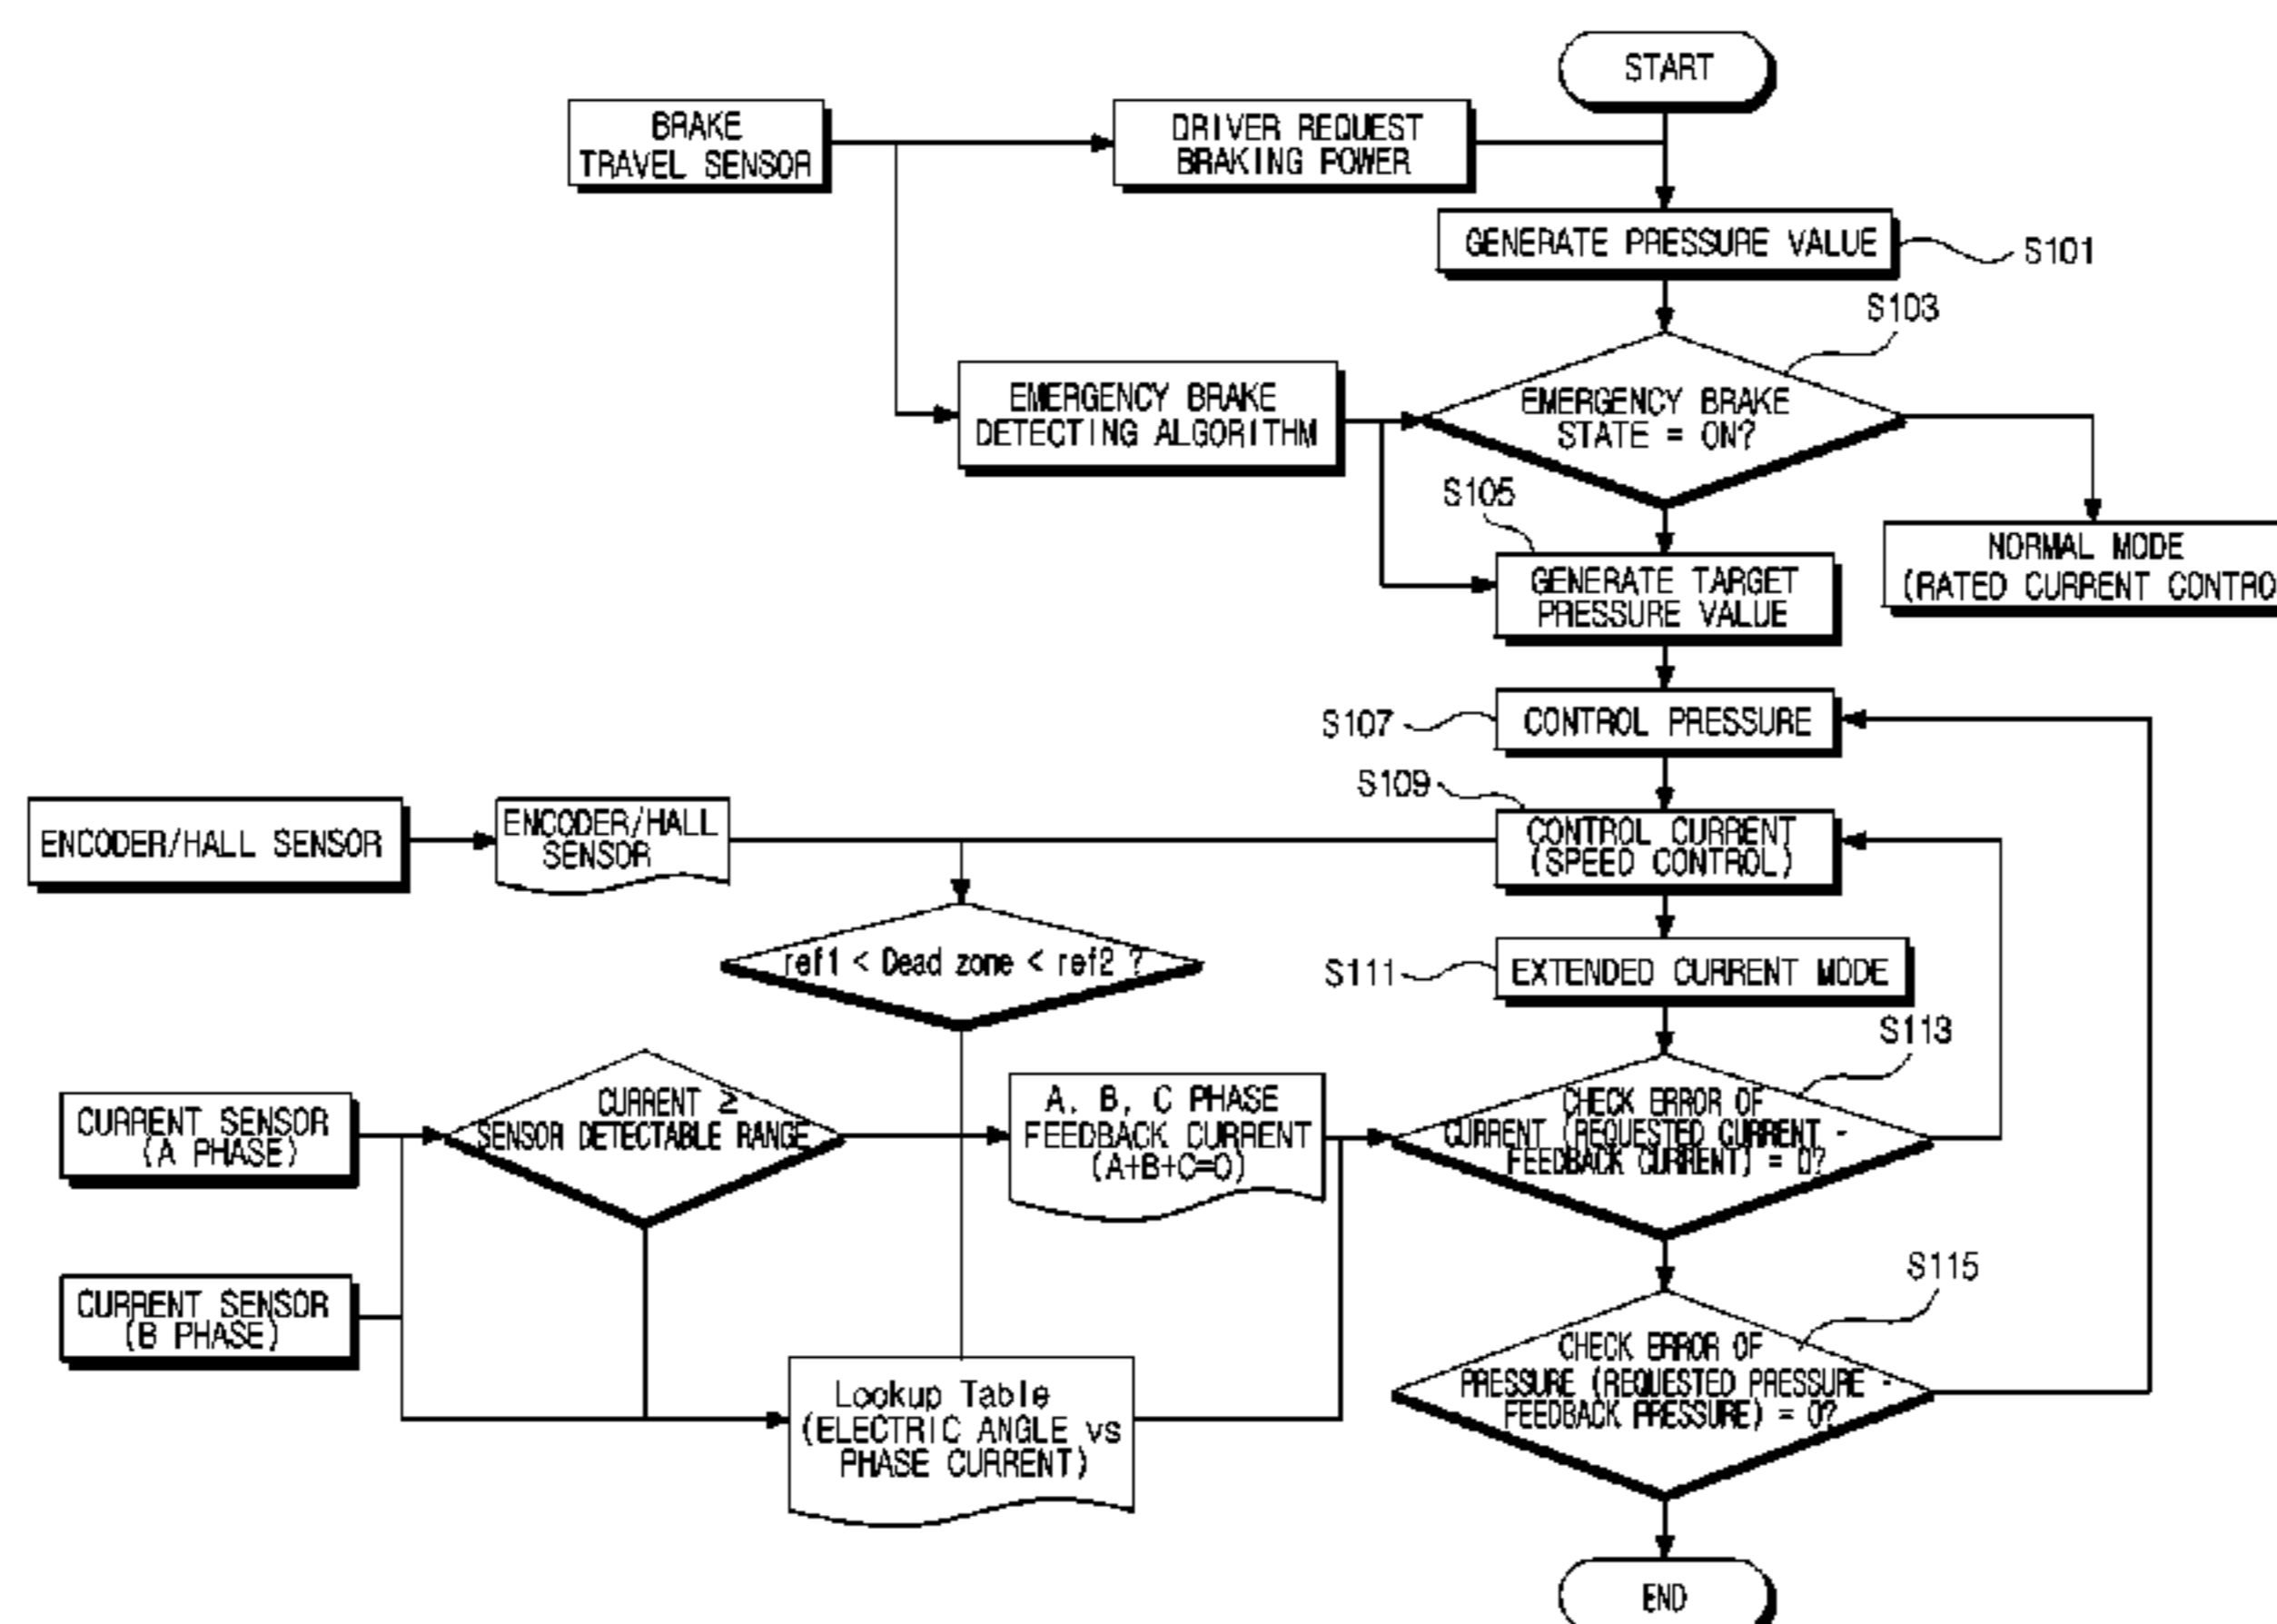 START
BRAKE
TRAVEL SENSOR
DRIVER REQUEST
BRAKING POWER
GENERATE PRESSURE VALUE
S101
S103
EMERGENCY BRAKE
DETECTING ALGORITHM
EMERGENCY BRAKE
STATE = ON?
S105
GENERATE TARGET
PRESSURE VALUE
NORMAL MODE
(RATED CURRENT CONTRO
S107
CONTROL PRESSURE
S109
ENCODER/HALL SENSOR
ENCODER/HALL
SENSOR
CONTROL CURRENT
(SPEED CONTROL)
ref1 < Dead zone < ref2 ?
S111
EXTENDED CURRENT MODE
S113
CURRENT SENSOR
(A PHASE)
CURRENT ≥
SENSOR DETECTABLE RANGE
A, B, C PHASE
FEEDBACK CURRENT
(A+B+C=0)
CHECK ERROR OF
CURRENT (REQUESTED CURRENT -
FEEDBACK CURRENT) = 0?
CURRENT SENSOR
(B PHASE)
S115
Lookup Table
(ELECTRIC ANGLE vs
PHASE CURRENT)
CHECK ERROR OF
PRESSURE (REQUESTED PRESSURE -
FEEDBACK PRESSURE) = 0?
END